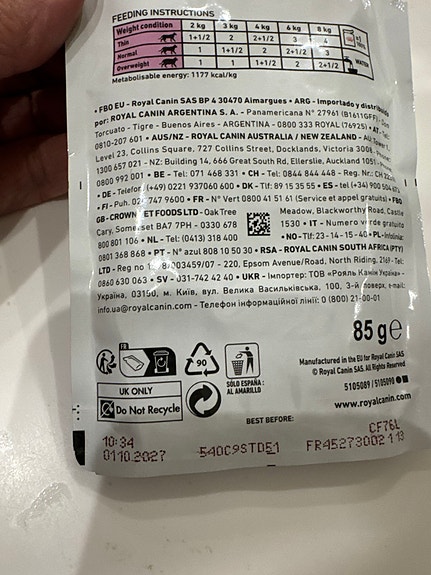 FEEDING INSTRUCTIONS
Weight condition 2 kg 3 kg 4 kg 6 kg 8 kg
Thin 1+1/2 2 2+1/2 3 4
Normal 1 1+1/2 2 2+1/2 3
Overweight 1 1 1+1/2 2 2+1/2 WATER
Metabolisable energy: 1177 kcal/kg
• FBO EU - Royal Canin SAS BP 4 30470 Aimargues • ARG - Importado y
por: ROYAL CANIN ARGENTINA S. A. - Panamericana N° 27961 (B1611GFF) -
Torcuato - Tigre - Buenos Aires - ARGENTINA - 0800 333 ROYAL (76925) • AT -
0810-207 601 • AUS/NZ - ROYAL CANIN AUSTRALIA / NEW ZEALAND -
Level 23, Collins Square, 727 Collins Street, Docklands, Victoria
1300 657 021 - NZ: Building 14, 666 Great South Rd, Ellerslie, Auckland 1051 -
0800 992 001 • BE - Tel: 071 468 331 • CH - Tel: 0844 844 448 - Reg. Nr.: CH
• DE - Telefon (+49) 0221 937060 600 • DK - Tlf: 89 15 35 55 • ES - tel (+34) 900
• FI - Puh. 747 9600 • FR - N° Vert 0800 41 51 61 (Service et appel gratuits) • FBO
GB - CROWN PET FOODS LTD - Oak Tree Meadow, Blackworthy Road, Castle
Cary, Somerset BA7 7PH - 0330 678 1530 • IT - Numero verde gratuito
800 801 106 • NL - Tel: (0413) 318 400 • NO - Tlf: 23-14-15-40 • PL - Infolinia:
0801 368 868 • PT - N° azul 808 10 50 30 • RSA - ROYAL CANIN SOUTH AFRICA (PTY)
LTD - Reg no /003459/07 - 220, Epsom Avenue/Road, North Riding, 2169 - Tel:
0860 630 063 • SV - 031-742 42 40 • UKR - Імпортер: ТОВ «Рояль Канін Україна» -
Україна, 03150, м. Київ, вул. Велика Васильківська, 100, 3-й поверх, e-mail:
info.ua@royalcanin.com - Телефон інформаційної лінії: 0 (800) 21-00-01
85 g e
FR
90
SÓLO ESPAÑA :
AL AMARILLO
Manufactured in the EU for Royal Canin SAS
© Royal Canin SAS. All Rights Reserved
5105089 / 5105090
www.royalcanin.com
UK ONLY
Do Not Recycle
BEST BEFORE:
CF76L
10:34
01.10.2027 540C9STD51 FR45273002 113